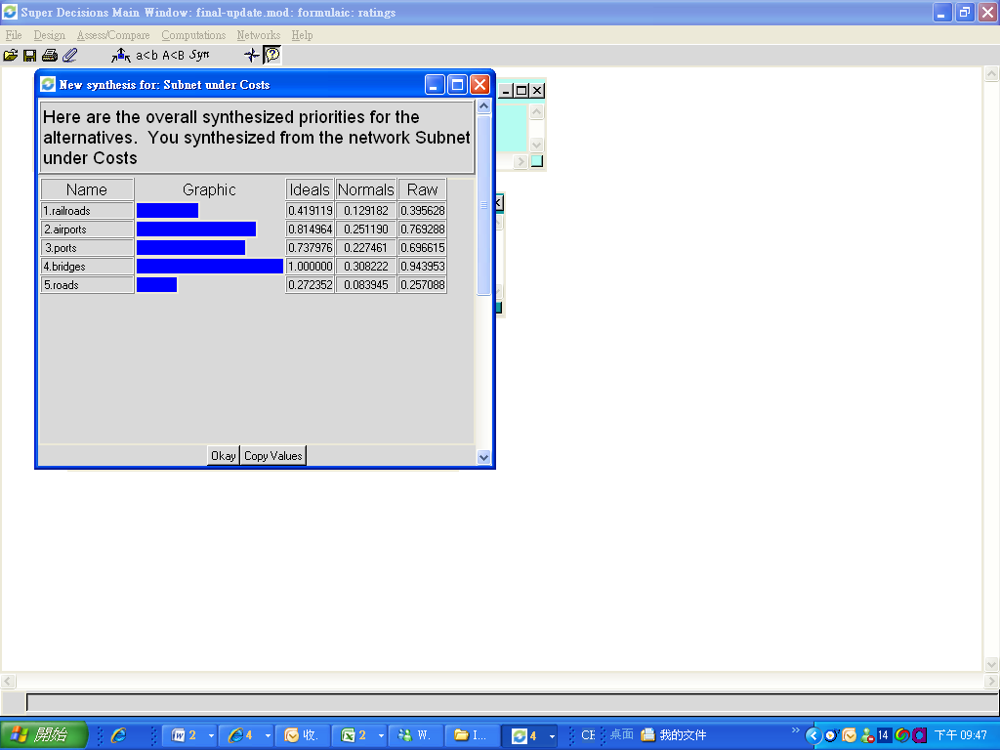 Super Decisions Main Window: final-update.mod: formulaic: ratings
File Design Assess/Compare Computations Networks Help
a<b A<B Syn
New synthesis for: Subnet under Costs
Here are the overall synthesized priorities for the
alternatives. You synthesized from the network Subnet
under Costs
Name Graphic Ideals Normals Raw
1.railroads 0.419119 0.129182 0.395628
2.airports 0.814964 0.251190 0.769288
3.ports 0.737976 0.227461 0.696615
4.bridges 1.000000 0.308222 0.943953
5.roads 0.272352 0.083945 0.257088
Okay Copy Values
開始 2 4 收. 2 W. I... 4 CH 桌面 我的文件 14 下午 09:47